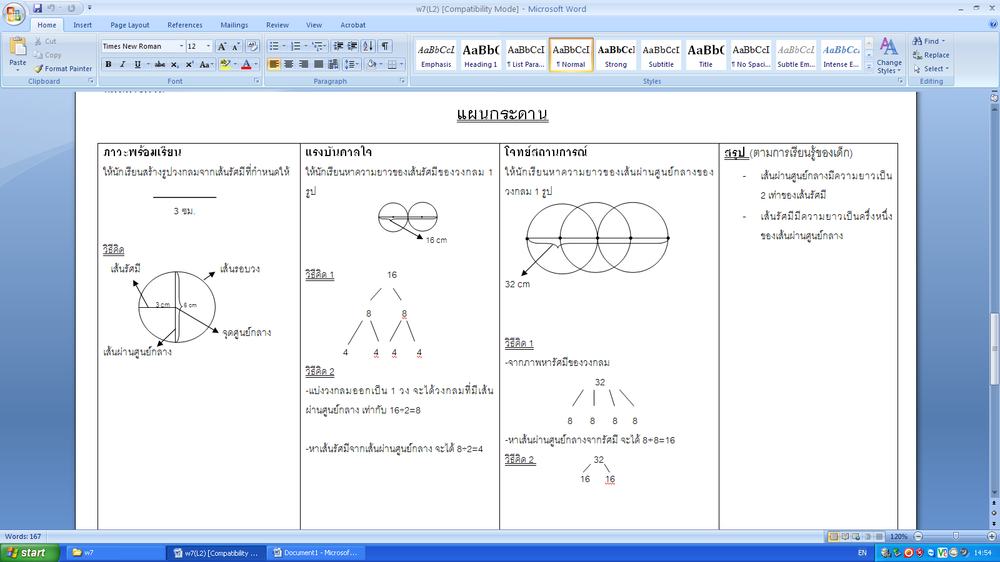 w7(L2) [Compatibility Mode] - Microsoft Word
Home Insert Page Layout References Mailings Review View Acrobat
Paste
Cut
Copy
Format Painter
Clipboard
Times New Roman 12
B I U abc x₂ x² Aa
Font
Paragraph
AaBbCcI Emphasis
AaBb( Heading 1
AaBbCcI ¶ List Para...
AaBbCcI ¶ Normal
AaBbCcI Strong
AaBbCcI Subtitle
AaBbC Title
AaBbCcI ¶ No Spaci...
AaBbCcI Subtle Em...
AaBbCcI Intense E...
Change Styles
Styles
Find
Replace
Select
Editing
แผนกระดาน
ภาวะพร้อมเรียน
ให้นักเรียนสร้างรูปวงกลมจากเส้นรัศมีที่กำหนดให้
3 ซม.
วิธีคิด
เส้นรัศมี
เส้นรอบวง
3 cm
6 cm
จุดศูนย์กลาง
เส้นผ่านศูนย์กลาง
แรงบันดาลใจ
ให้นักเรียนหาความยาวของเส้นรัศมีของวงกลม 1
รูป
16 cm
วิธีคิด 1
16
8 8
4 4 4 4
วิธีคิด 2
-แบ่งวงกลมออกเป็น 1 วง จะได้วงกลมที่มีเส้น
ผ่านศูนย์กลาง เท่ากับ 16÷2=8
-หาเส้นรัศมีจากเส้นผ่านศูนย์กลาง จะได้ 8÷2=4
โจทย์สถานการณ์
ให้นักเรียนหาความยาวของเส้นผ่านศูนย์กลางของ
วงกลม 1 รูป
32 cm
วิธีคิด 1
-จากภาพหารัศมีของวงกลม
32
8 8 8 8
-หาเส้นผ่านศูนย์กลางจากรัศมี จะได้ 8+8=16
วิธีคิด 2
32
16 16
สรุป (ตามการเรียนรู้ของเด็ก)
- เส้นผ่านศูนย์กลางมีความยาวเป็น
2 เท่าของเส้นรัศมี
- เส้นรัศมีมีความยาวเป็นครึ่งหนึ่ง
ของเส้นผ่านศูนย์กลาง
Words: 167
120%
start
w7
w7(L2) [Compatibility ...
Document1 - Microsof...
EN
14:54